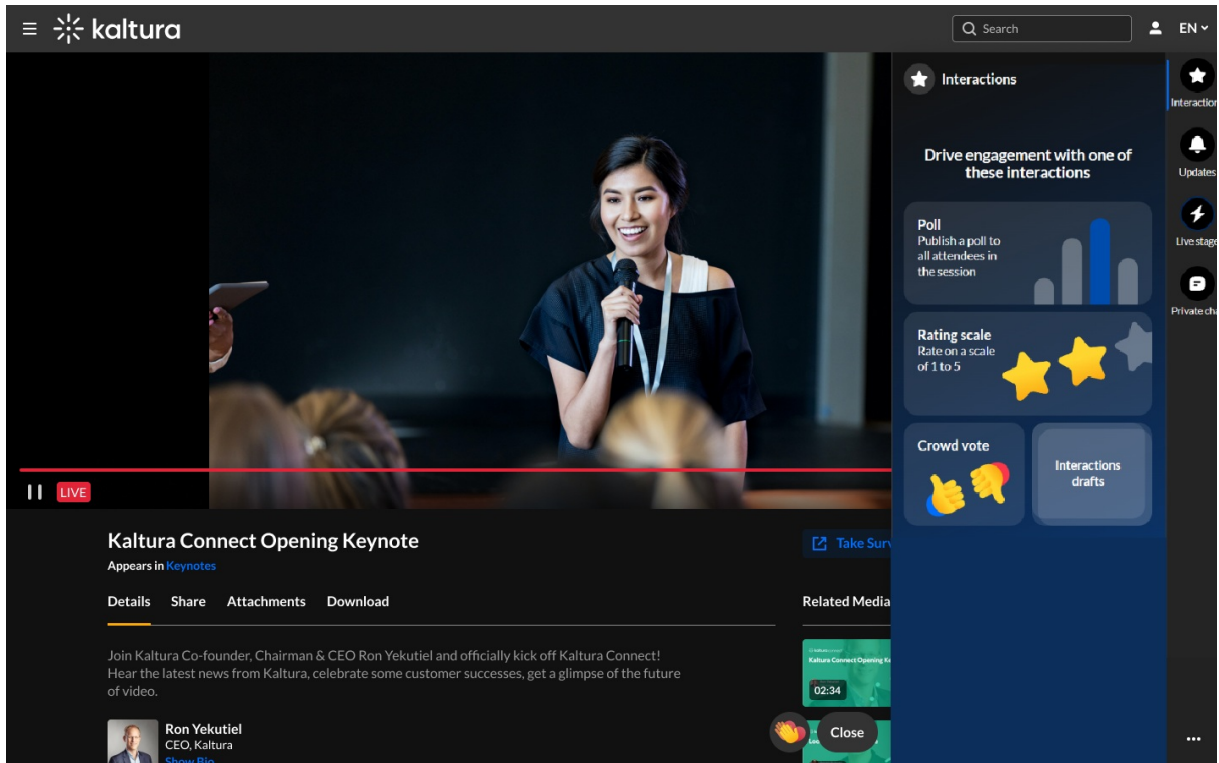 kaltura
Search
EN
Interactions
Drive engagement with one of
these interactions
Poll
Publish a poll to
all attendees in
the session
Rating scale
Rate on a scale
of 1 to 5
Crowd vote
Interactions
drafts
Interaction
Updates
Live stage
Private cha
LIVE
Kaltura Connect Opening Keynote
Appears in Keynotes
Take Surv
Details Share Attachments Download
Related Media
Join Kaltura Co-founder, Chairman & CEO Ron Yekutiel and officially kick off Kaltura Connect!
Hear the latest news from Kaltura, celebrate some customer successes, get a glimpse of the future
of video.
Kaltura Connect Opening Ke
02:34
Ron Yekutiel
CEO, Kaltura
Show Bio
Close